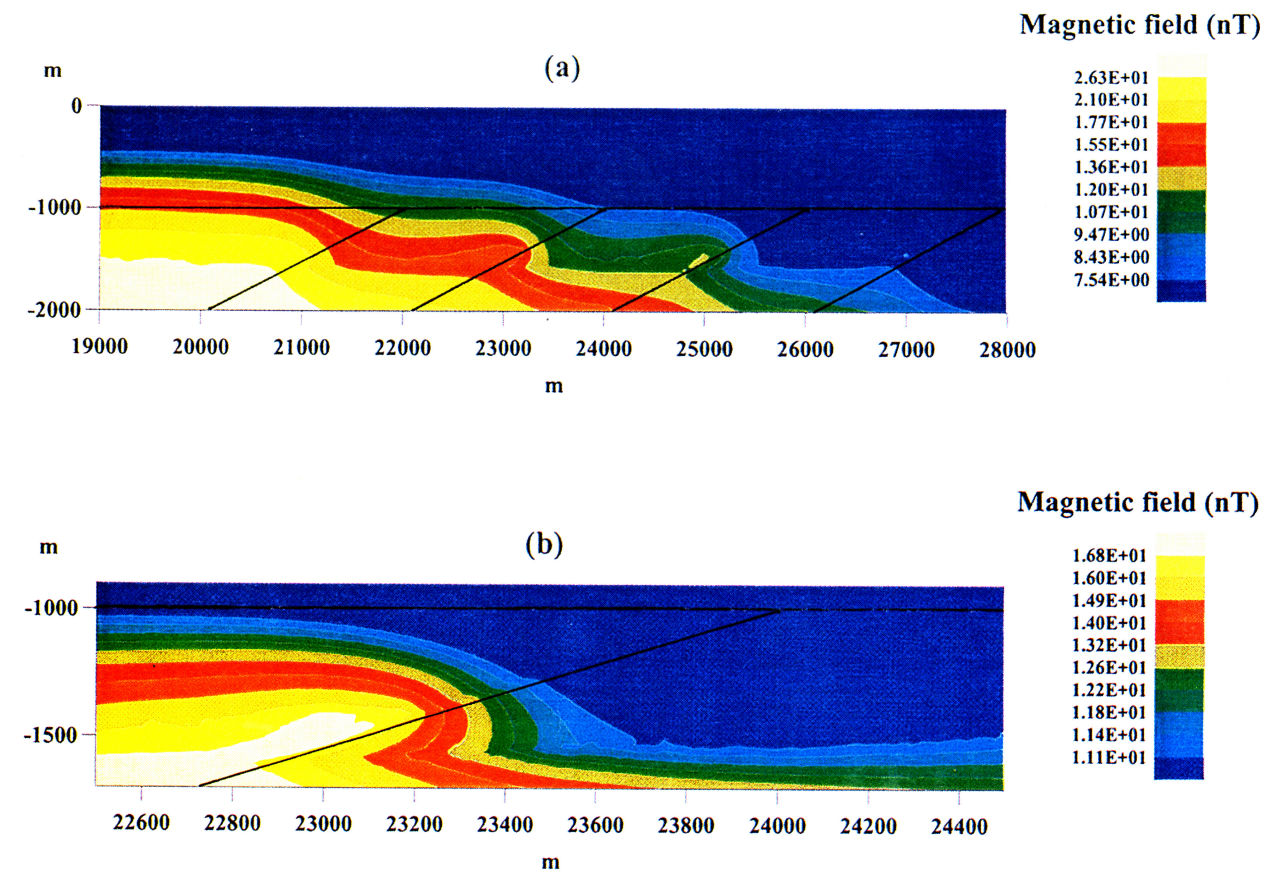 Magnetic field (nT)
(a)
m
2.63E+01
2.10E+01
1.77E+01
1.55E+01
1.36E+01
1.20E+01
1.07E+01
9.47E+00
8.43E+00
7.54E+00
0
-1000
-2000
19000 20000 21000 22000 23000 24000 25000 26000 27000 28000
m
Magnetic field (nT)
(b)
m
1.68E+01
1.60E+01
1.49E+01
1.40E+01
1.32E+01
1.26E+01
1.22E+01
1.18E+01
1.14E+01
1.11E+01
-1000
-1500
22600 22800 23000 23200 23400 23600 23800 24000 24200 24400
m